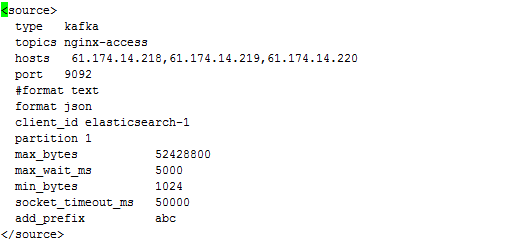 <source>
  type   kafka
  topics nginx-access
  hosts   61.174.14.218,61.174.14.219,61.174.14.220
  port   9092
  #format text
  format json
  client_id elasticsearch-1
  partition 1
  max_bytes            52428800
  max_wait_ms          5000
  min_bytes            1024
  socket_timeout_ms    50000
  add_prefix           abc
</source>